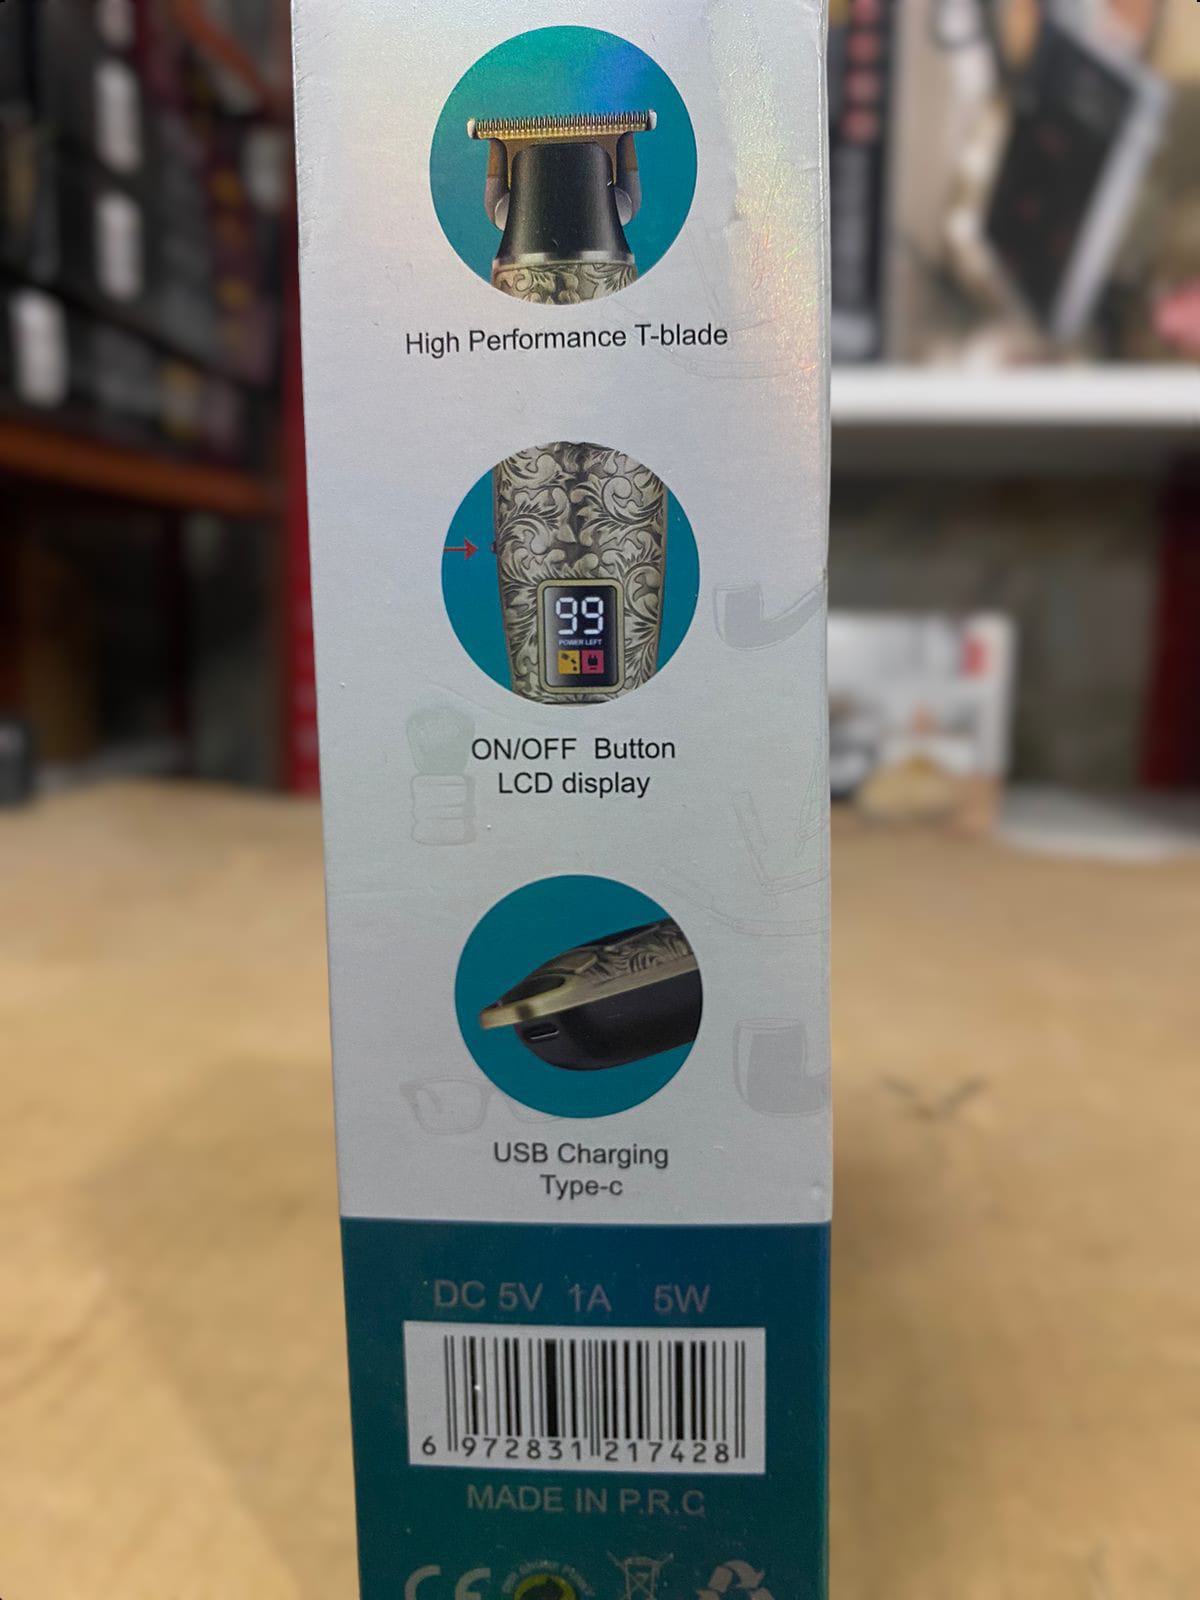 High Performance T-blade
99
POWER LEFT
ON/OFF Button
LCD display
USB Charging
Type-c
DC 5V 1A 5W
6 972831 217428
MADE IN P.R.C
CE